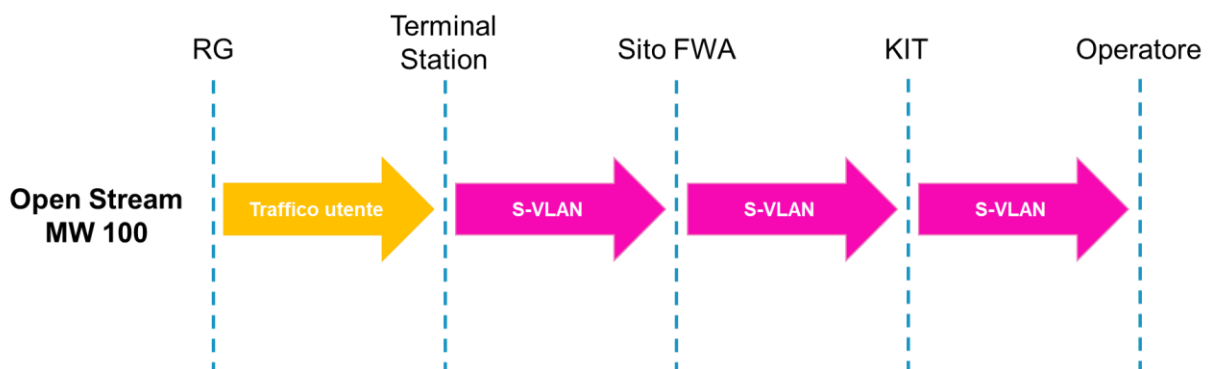 RG
Terminal
Station
Sito FWA
KIT
Operatore
Open Stream
MW 100
Traffico utente
S-VLAN
S-VLAN
S-VLAN